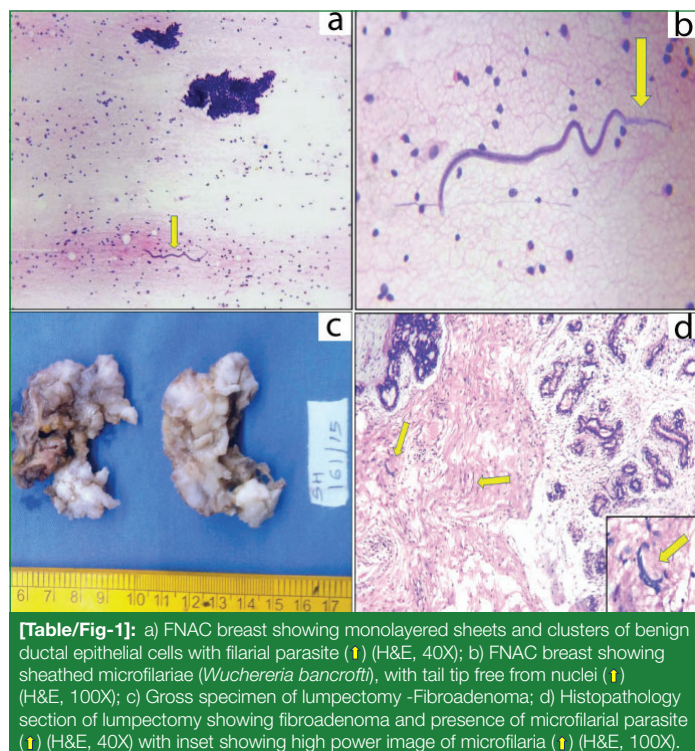 a
b
c
SH
161/15
6 7 8 9 10 11 12 13 14 15 16 17
d
[Table/Fig-1]: a) FNAC breast showing monolayered sheets and clusters of benign
ductal epithelial cells with filarial parasite (⬆) (H&E, 40X); b) FNAC breast showing
sheathed microfilariae (Wuchereria bancrofti), with tail tip free from nuclei (⬆)
(H&E, 100X); c) Gross specimen of lumpectomy -Fibroadenoma; d) Histopathology
section of lumpectomy showing fibroadenoma and presence of microfilarial parasite
(⬆) (H&E, 40X) with inset showing high power image of microfilaria (⬆) (H&E, 100X).